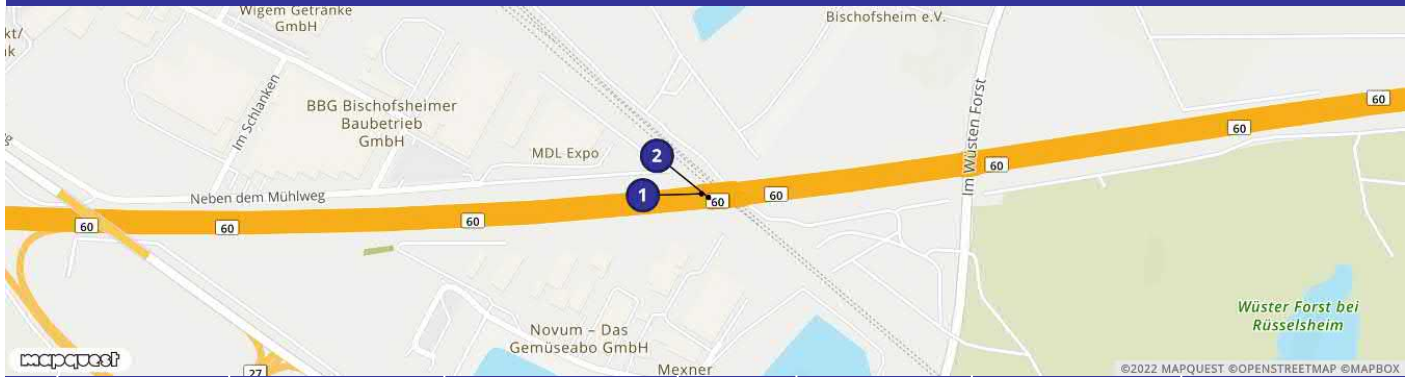 Wigem Getränke
GmbH
Bischofsheim e.V.
kt/
nk
Im Schlanken
BBG Bischofsheimer
Baubetrieb
GmbH
MDL Expo
2
1
Neben dem Mühlweg
Im Wüsten Forst
60
60
60
60
60
60
60
60
Wüster Forst bei
Rüsselsheim
Novum – Das
Gemüseabo GmbH
Mexner
27
mapquest
©2022 MAPQUEST ©OPENSTREETMAP ©MAPBOX